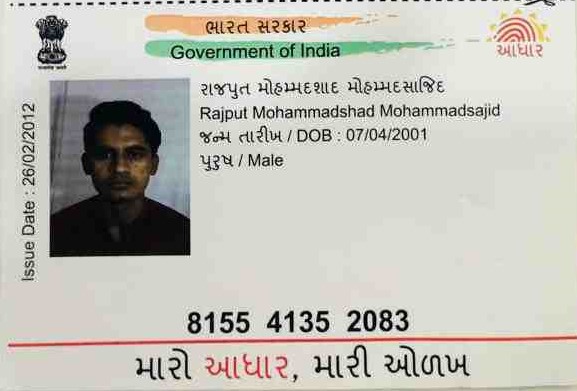 ભારત સરકાર
Government of India
આધાર
રાજપુત મોહમ્મદશાદ મોહમ્મદસાજિદ
Rajput Mohammadshad Mohammadsajid
જન્મ તારીખ / DOB : 07/04/2001
પુરુષ / Male
Issue Date : 26/02/2012
8155 4135 2083
મારો આધાર, મારી ઓળખ